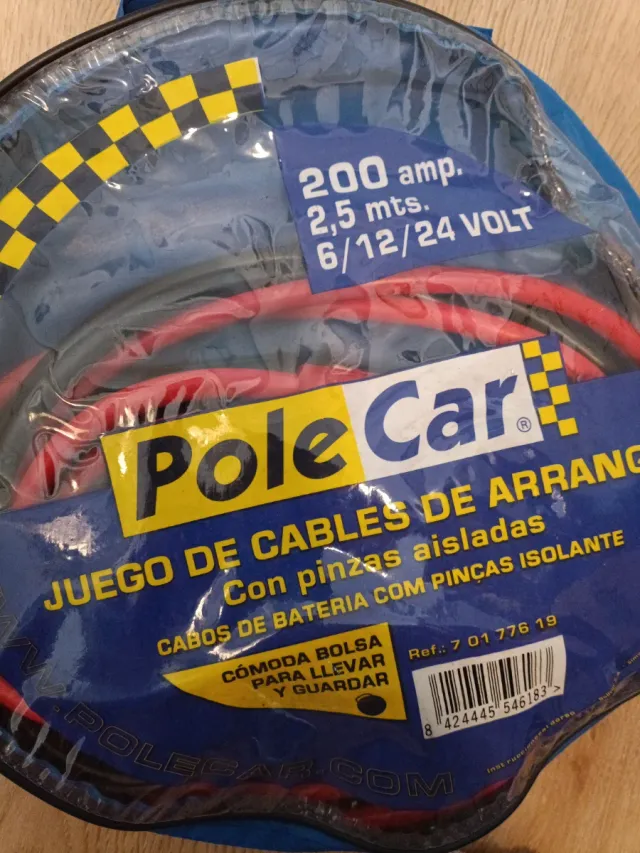 200 amp.
2,5 mts.
6/12/24 VOLT
PoleCar®
JUEGO DE CABLES DE ARRANQ
Con pinzas aisladas
CABOS DE BATERIA COM PINÇAS ISOLANTE
CÓMODA BOLSA
PARA LLEVAR
Y GUARDAR
Ref.: 7 01 776 19
8 424445 546183 >
WWW.POLECAR.COM